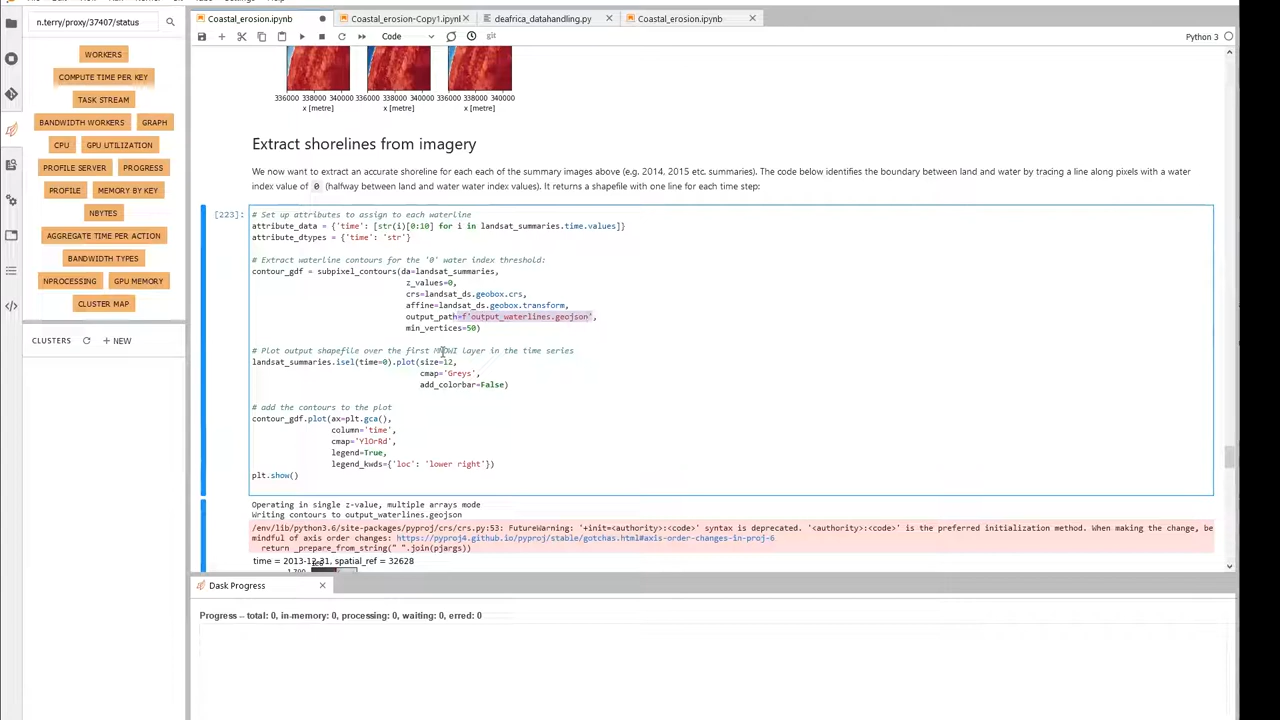 n.terry/proxy/37407/status
WORKERS
COMPUTE TIME PER KEY
TASK STREAM
BANDWIDTH WORKERS
GRAPH
CPU
GPU UTILIZATION
PROFILE SERVER
PROGRESS
PROFILE
MEMORY BY KEY
NBYTES
AGGREGATE TIME PER ACTION
BANDWIDTH TYPES
NPROCESSING
GPU MEMORY
CLUSTER MAP
CLUSTERS
+ NEW
Coastal_erosion.ipynb
Coastal_erosion-Copy1.ipynl
deafrica_datahandling.py
Coastal_erosion.ipynb
Code
git
Python 3
336000 338000 340000
336000 338000 340000
336000 338000 340000
x [metre]
x [metre]
x [metre]
Extract shorelines from imagery
We now want to extract an accurate shoreline for each each of the summary images above (e.g. 2014, 2015 etc. summaries). The code below identifies the boundary between land and water by tracing a line along pixels with a water
index value of 0 (halfway between land and water water index values). It returns a shapefile with one line for each time step:
[223]:
# Set up attributes to assign to each waterline
attribute_data = {'time': [str(i)[0:10] for i in landsat_summaries.time.values]}
attribute_dtypes = {'time': 'str'}
# Extract waterline contours for the '0' water index threshold:
contour_gdf = subpixel_contours(da=landsat_summaries,
z_values=0,
crs=landsat_ds.geobox.crs,
affine=landsat_ds.geobox.transform,
output_path=f'output_waterlines.geojson',
min_vertices=50)
# Plot output shapefile over the first MNDWI layer in the time series
landsat_summaries.isel(time=0).plot(size=12,
cmap='Greys',
add_colorbar=False)
# add the contours to the plot
contour_gdf.plot(ax=plt.gca(),
column='time',
cmap='YlOrRd',
legend=True,
legend_kwds={'loc': 'lower right'})
plt.show()
Operating in single z-value, multiple arrays mode
Writing contours to output_waterlines.geojson
/env/lib/python3.6/site-packages/pyproj/crs/crs.py:53: FutureWarning: '+init=<authority>:<code>' syntax is deprecated. '<authority>:<code>' is the preferred initialization method. When making the change, be
mindful of axis order changes: https://pyproj4.github.io/pyproj/stable/gotchas.html#axis-order-changes-in-proj-6
return _prepare_from_string(" ".join(pjargs))
time = 2013-12-31, spatial_ref = 32628
Dask Progress
Progress -- total: 0, in-memory: 0, processing: 0, waiting: 0, erred: 0